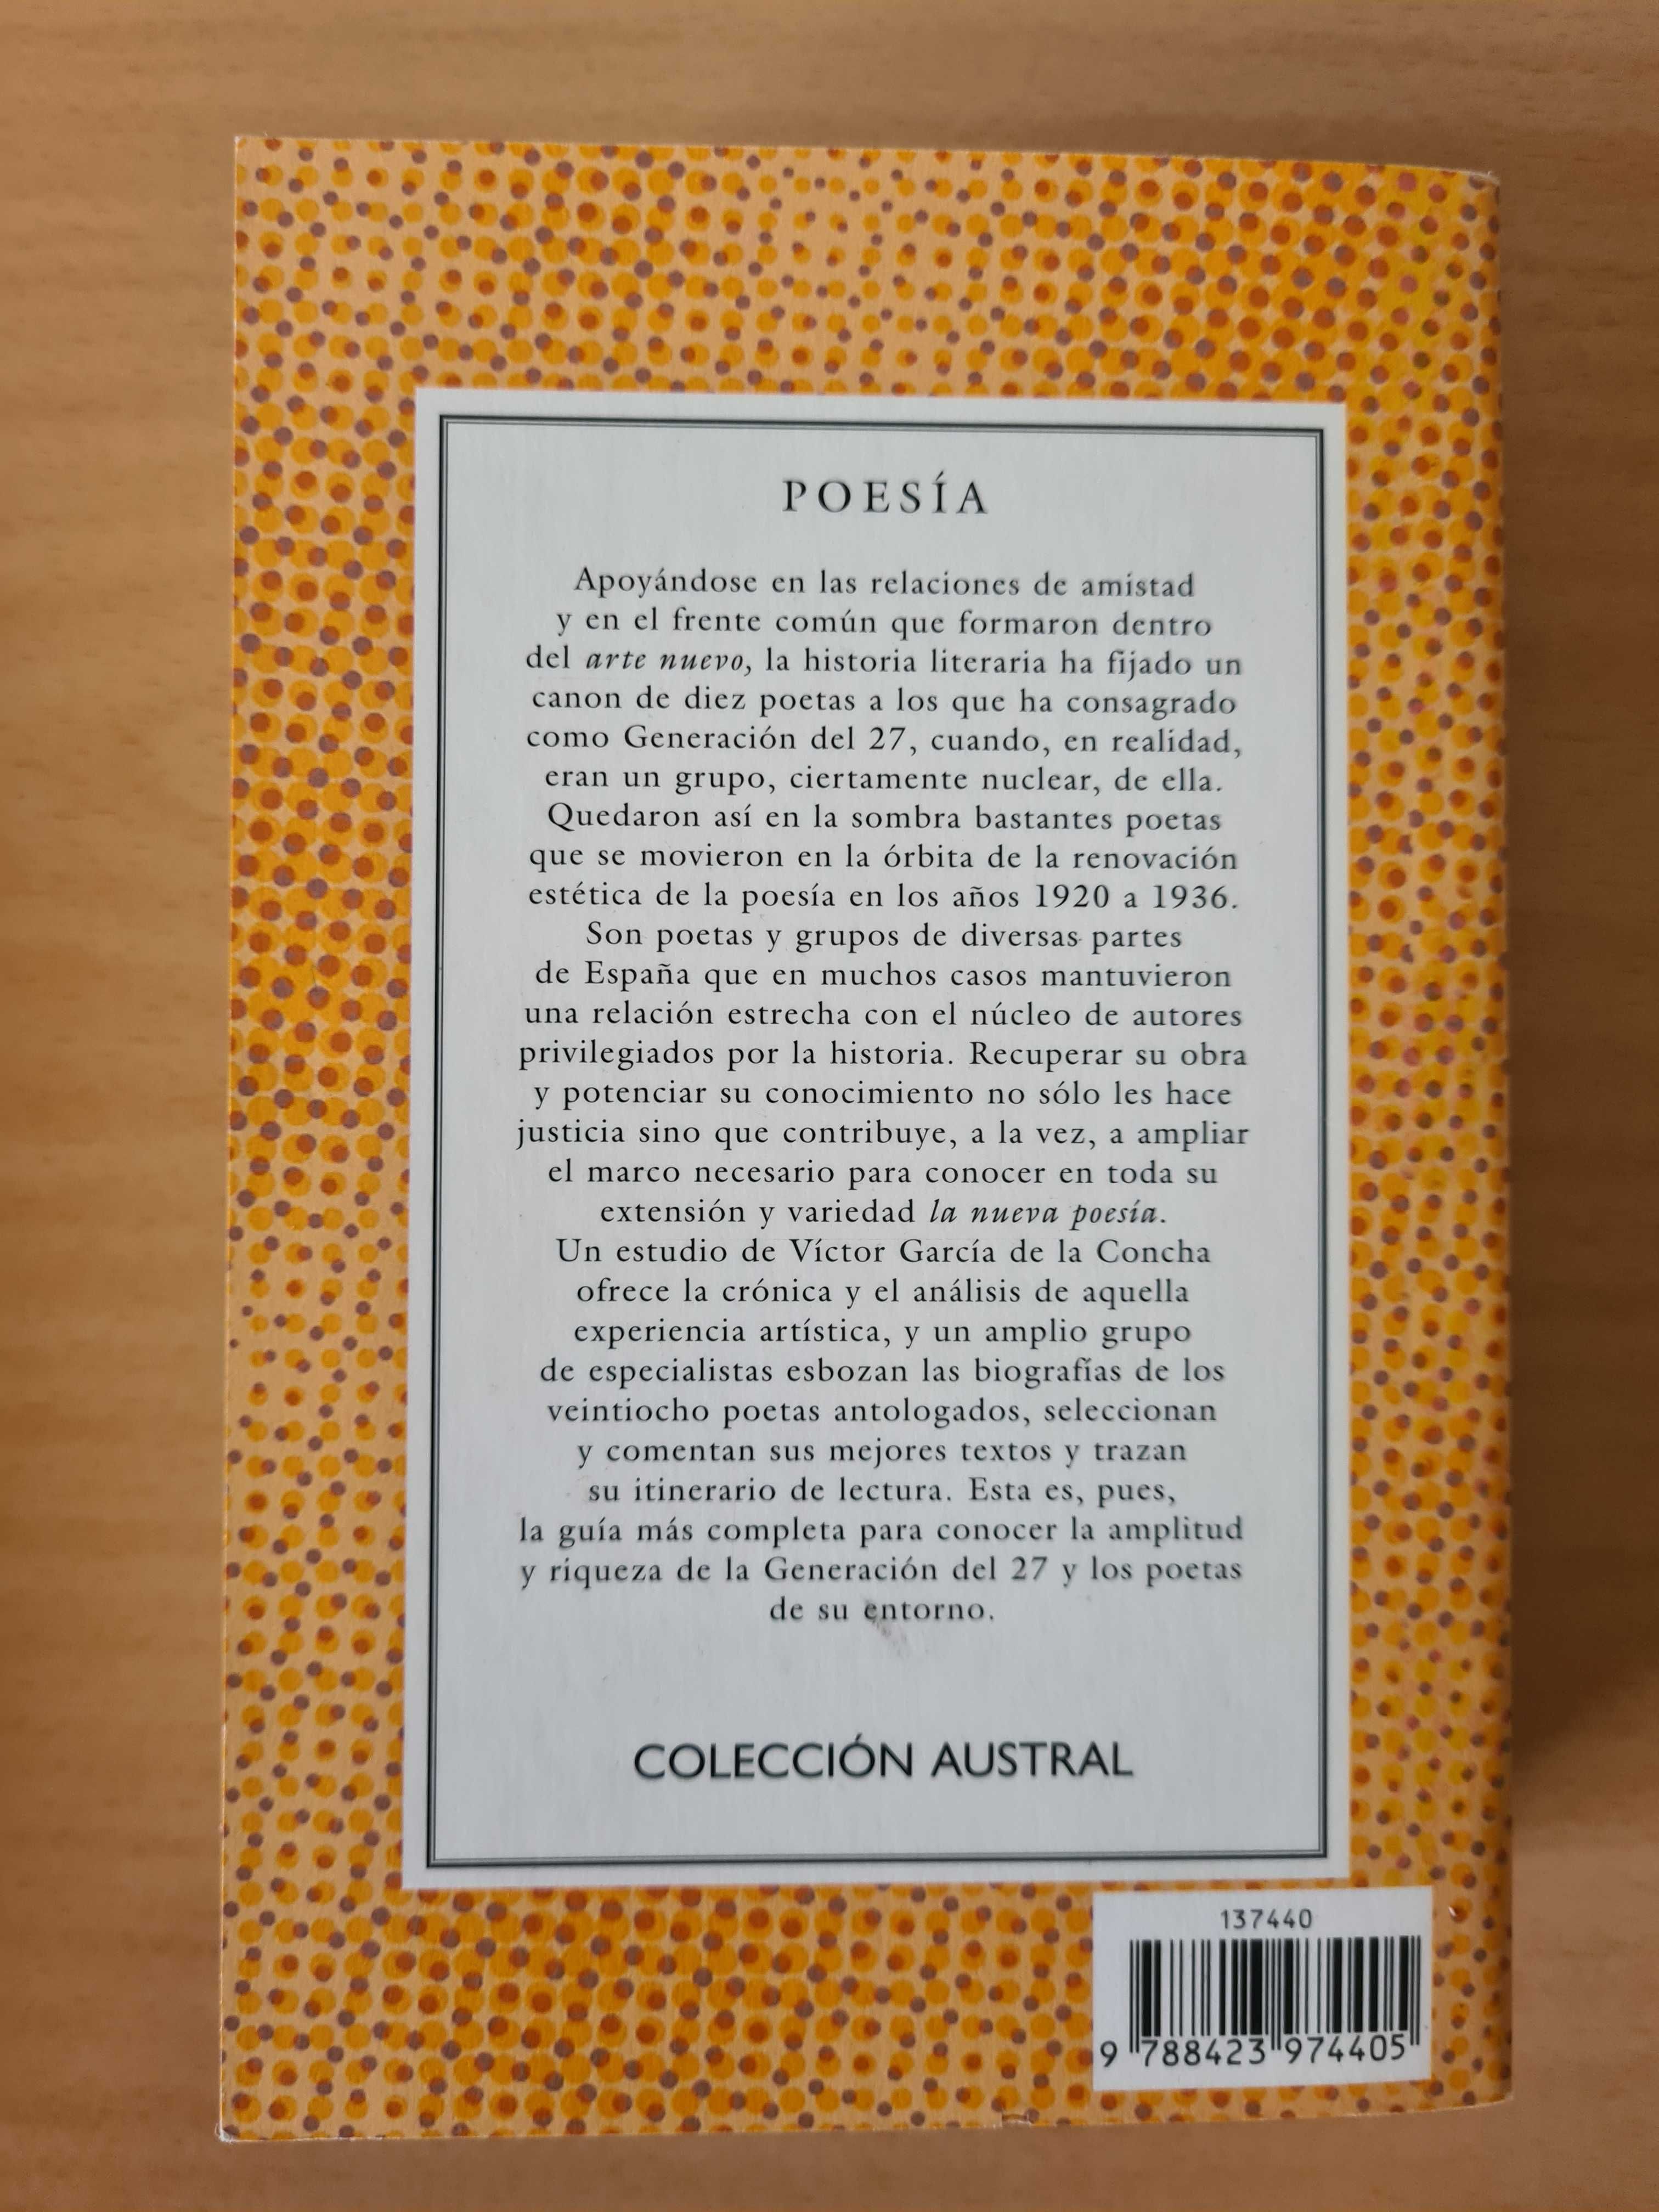 POESÍA
Apoyándose en las relaciones de amistad
y en el frente común que formaron dentro
del arte nuevo, la historia literaria ha fijado un
canon de diez poetas a los que ha consagrado
como Generación del 27, cuando, en realidad,
eran un grupo, ciertamente nuclear, de ella.
Quedaron así en la sombra bastantes poetas
que se movieron en la órbita de la renovación
estética de la poesía en los años 1920 a 1936.
Son poetas y grupos de diversas partes
de España que en muchos casos mantuvieron
una relación estrecha con el núcleo de autores
privilegiados por la historia. Recuperar su obra
y potenciar su conocimiento no sólo les hace
justicia sino que contribuye, a la vez, a ampliar
el marco necesario para conocer en toda su
extensión y variedad la nueva poesía.
Un estudio de Víctor García de la Concha
ofrece la crónica y el análisis de aquella
experiencia artística, y un amplio grupo
de especialistas esbozan las biografías de los
veintiocho poetas antologados, seleccionan
y comentan sus mejores textos y trazan
su itinerario de lectura. Esta es, pues,
la guía más completa para conocer la amplitud
y riqueza de la Generación del 27 y los poetas
de su entorno.
COLECCIÓN AUSTRAL
137440
9 788423 974405